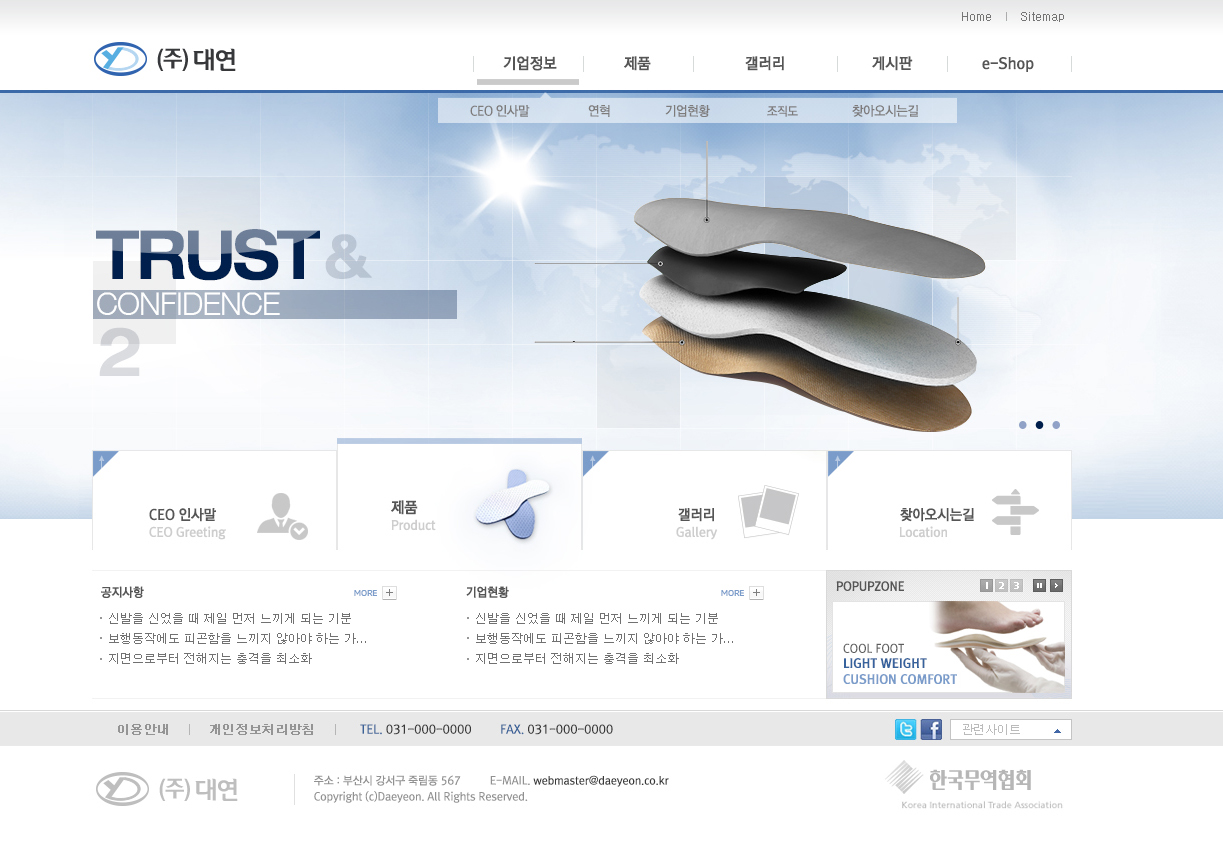 Home
Sitemap
(주) 대연
기업정보
제품
갤러리
게시판
e-Shop
CEO 인사말
연혁
기업현황
조직도
찾아오시는길
TRUST &
CONFIDENCE
2
CEO 인사말
CEO Greeting
제품
Product
갤러리
Gallery
찾아오시는길
Location
공지사항
MORE
신발을 신었을 때 제일 먼저 느끼게 되는 기분
보행동작에도 피곤함을 느끼지 않아야 하는 가...
지면으로부터 전해지는 충격을 최소화
기업현황
MORE
신발을 신었을 때 제일 먼저 느끼게 되는 기분
보행동작에도 피곤함을 느끼지 않아야 하는 가...
지면으로부터 전해지는 충격을 최소화
POPUPZONE
1 2 3
COOL FOOT
LIGHT WEIGHT
CUSHION COMFORT
이용안내
개인정보처리방침
TEL. 031-000-0000
FAX. 031-000-0000
관련사이트
(주) 대연
주소 : 부산시 강서구 죽림동 567 E-MAIL. webmaster@daeyeon.co.kr
Copyright (c)Daeyeon. All Rights Reserved.
한국무역협회
Korea International Trade Association